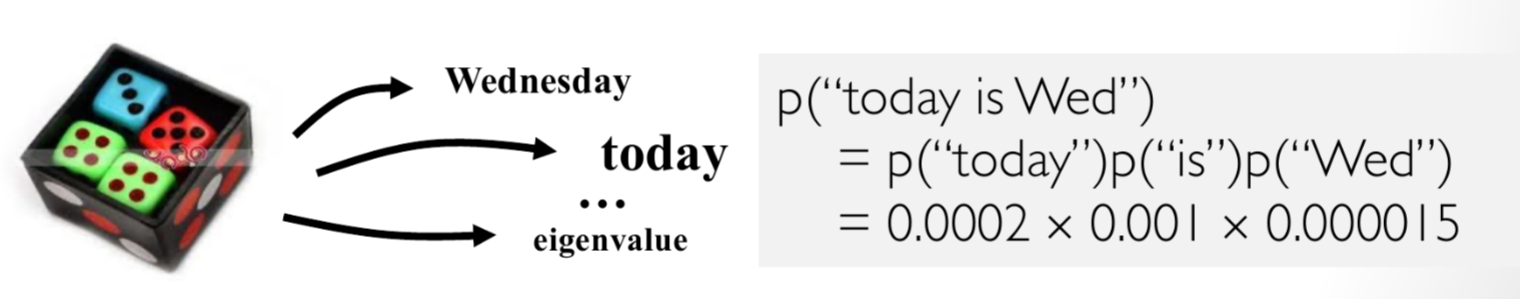 Wednesday
today
...
eigenvalue
p(“today is Wed”)
= p(“today”)p(“is”)p(“Wed”)
= 0.0002 × 0.001 × 0.000015